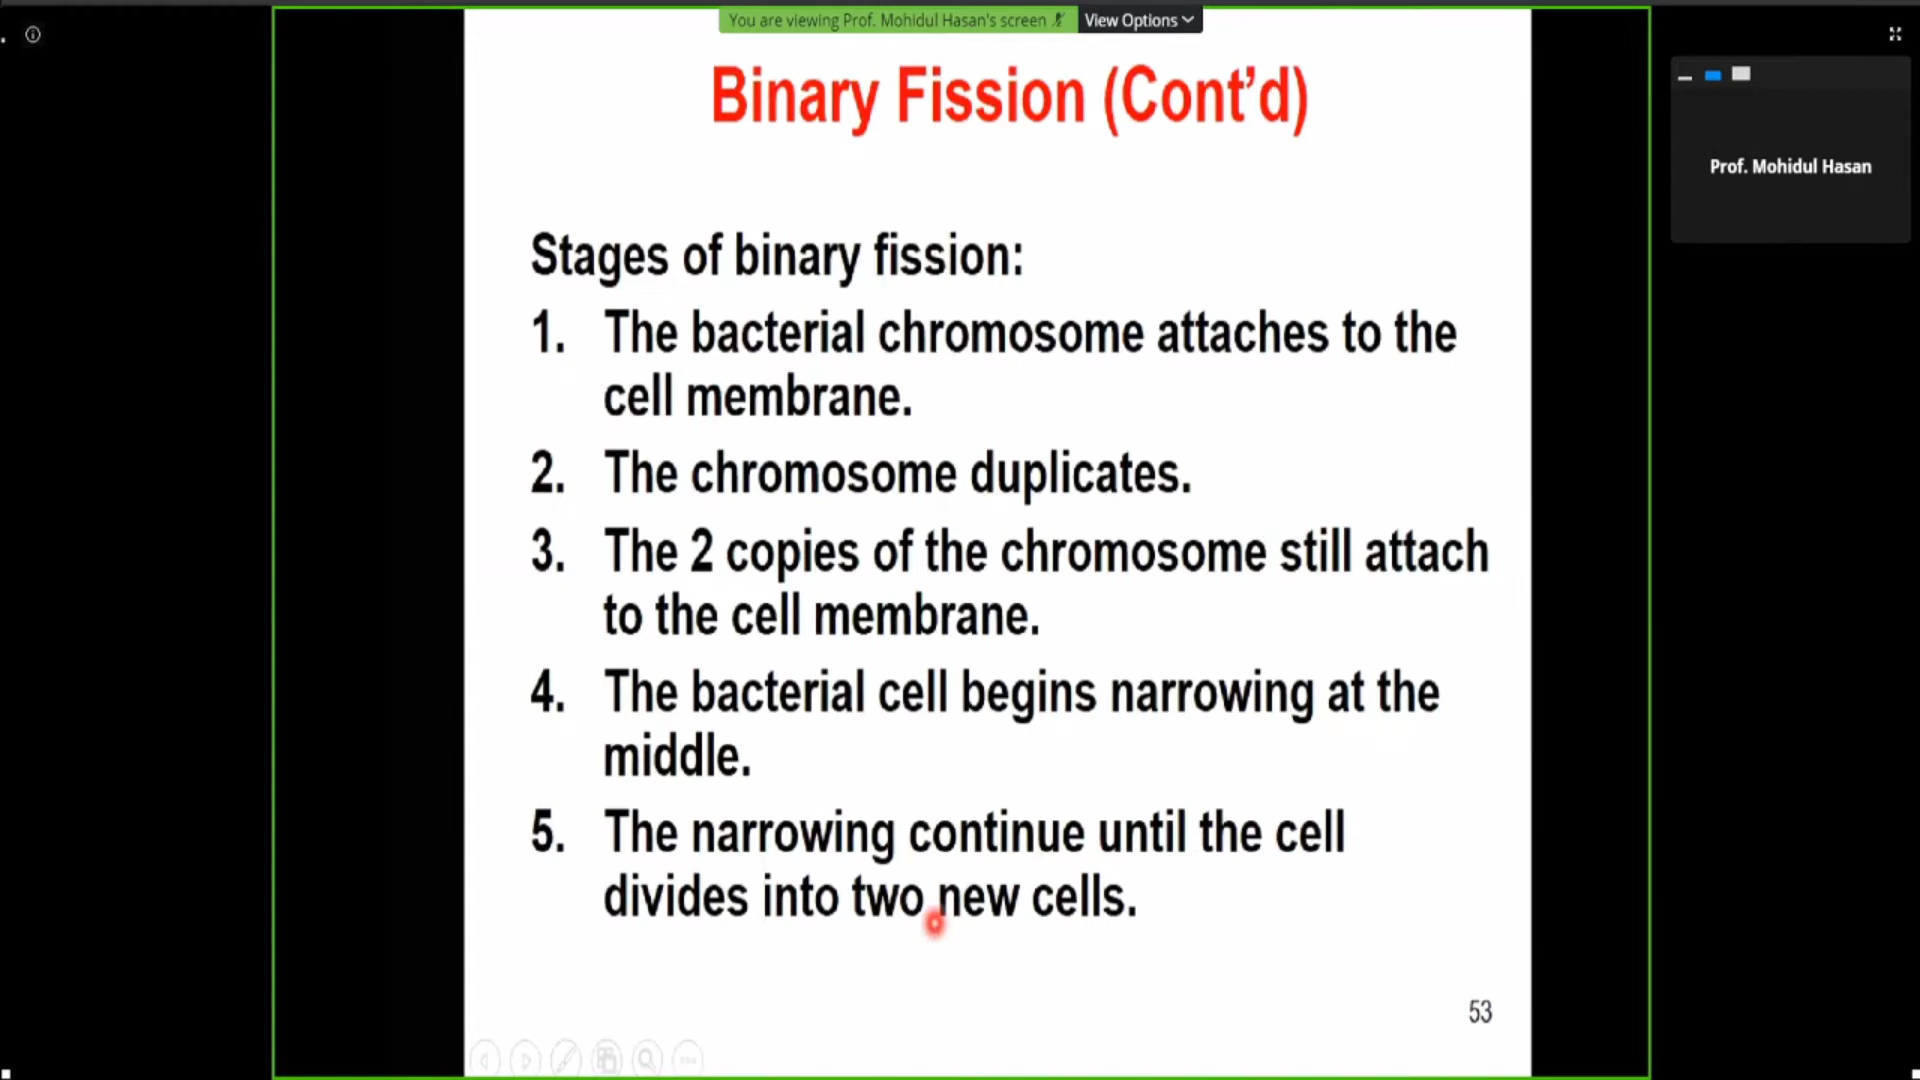 You are viewing Prof. Mohidul Hasan's screen
View Options
Binary Fission (Cont’d)
Prof. Mohidul Hasan
Stages of binary fission:
1. The bacterial chromosome attaches to the
cell membrane.
2. The chromosome duplicates.
3. The 2 copies of the chromosome still attach
to the cell membrane.
4. The bacterial cell begins narrowing at the
middle.
5. The narrowing continue until the cell
divides into two new cells.
53